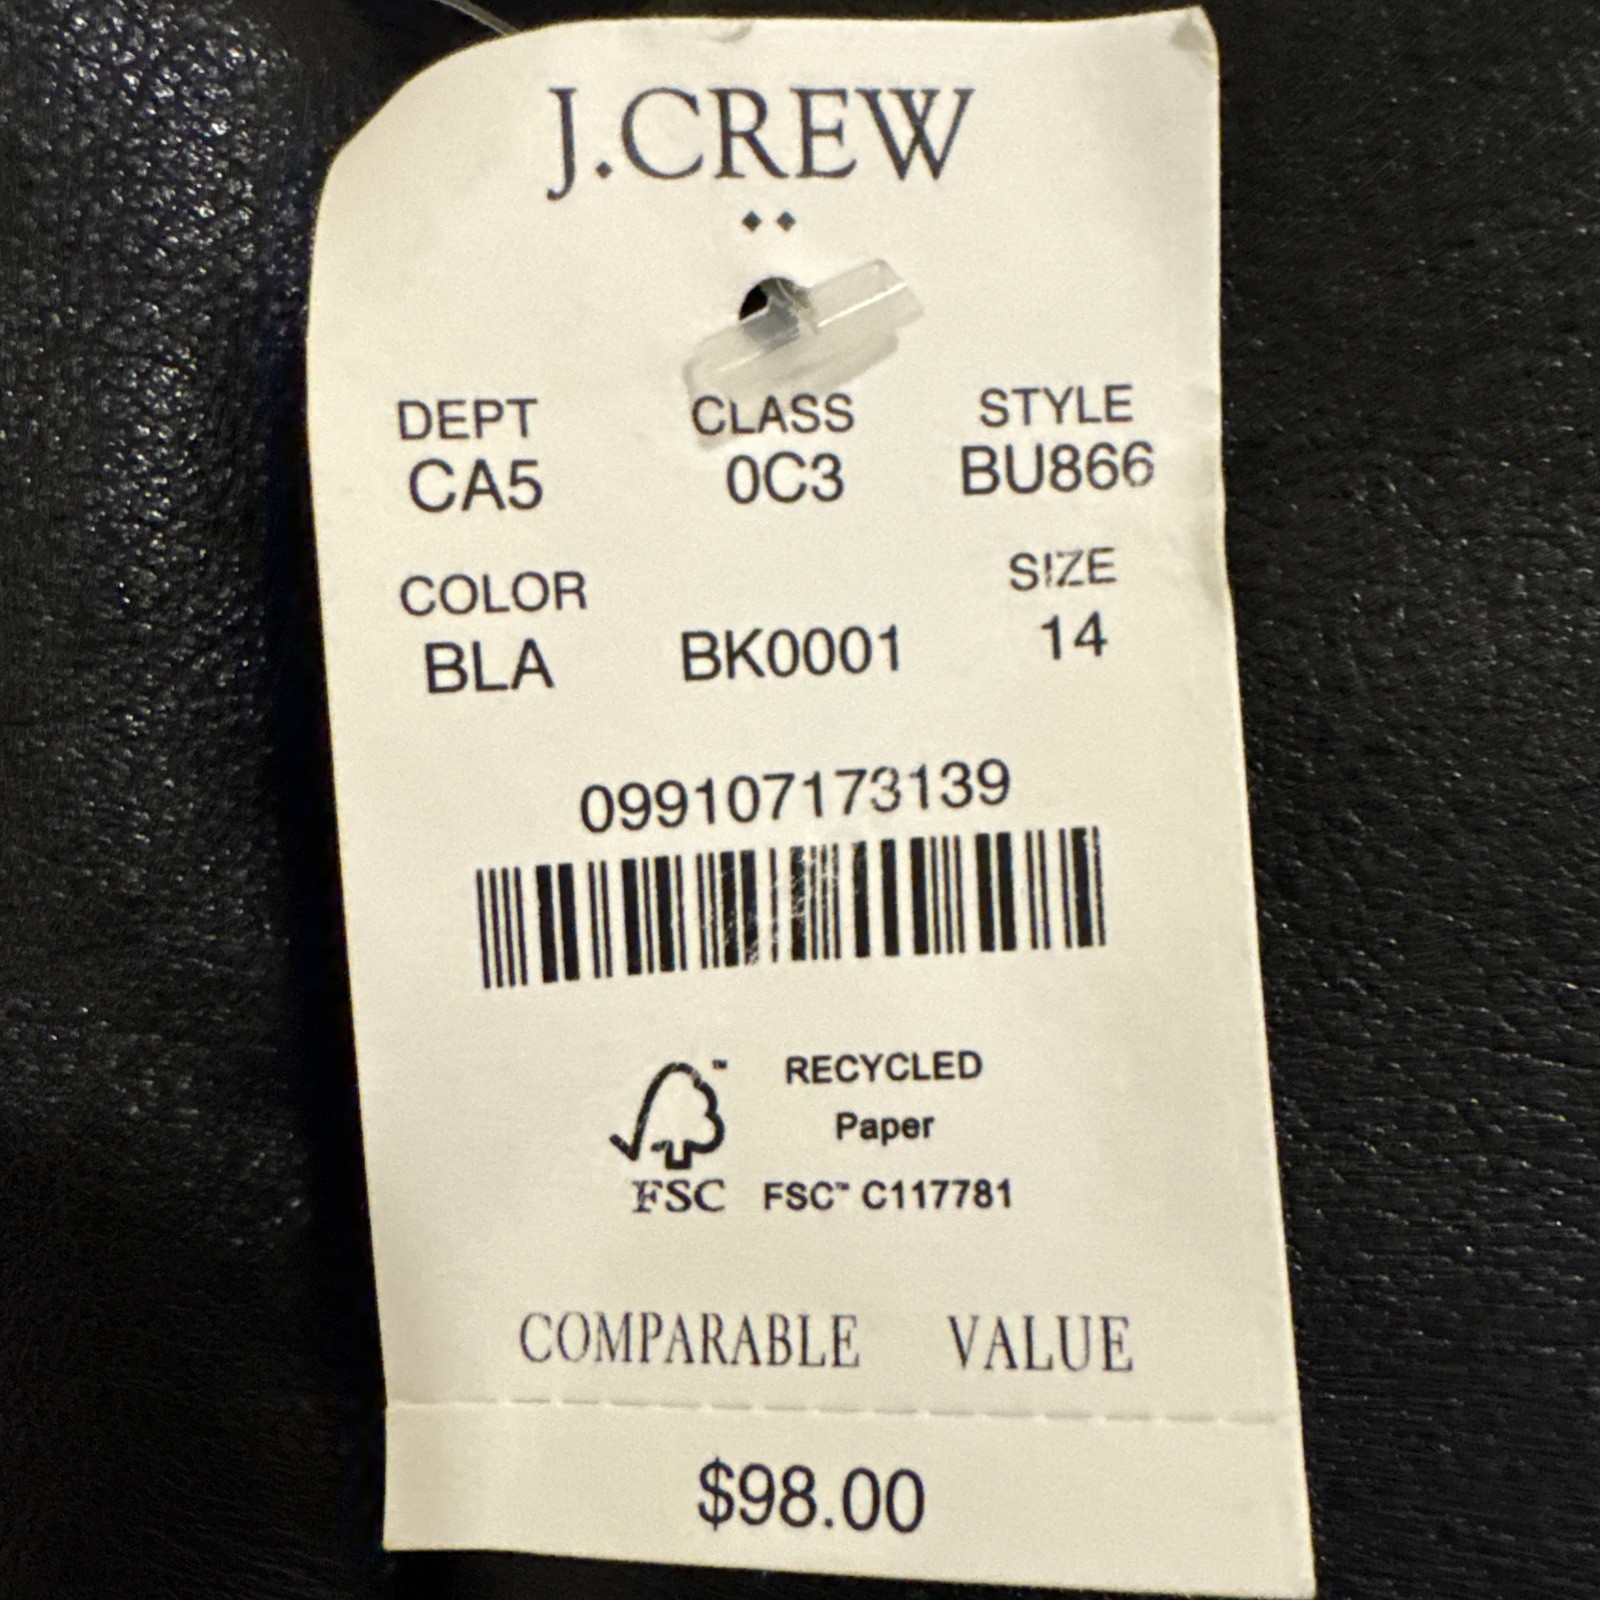 J.CREW
DEPT CLASS STYLE
CA5 0C3 BU866
COLOR SIZE
BLA BK0001 14
099107173139
RECYCLED
Paper
FSC FSC™ C117781
COMPARABLE VALUE
$98.00